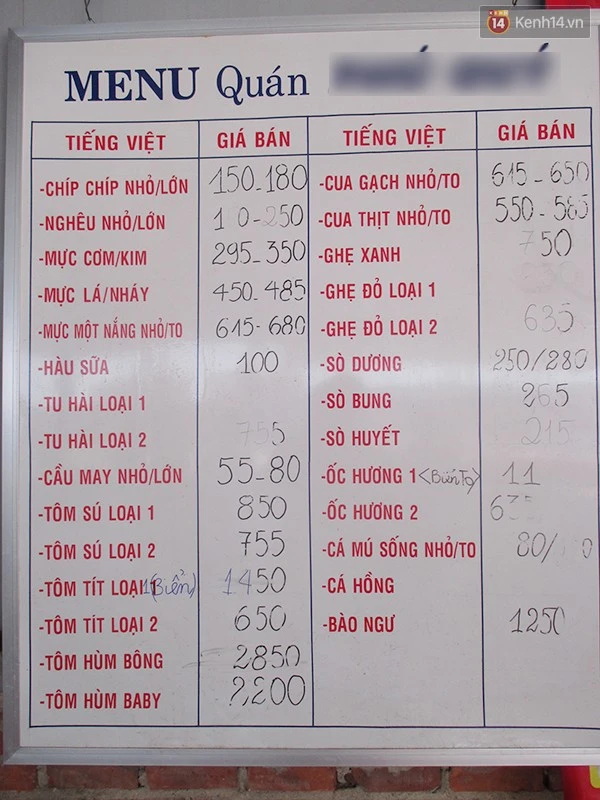 Kenh14.vn
MENU Quán
TIẾNG VIỆT GIÁ BÁN
-CHÍP CHÍP NHỎ/LỚN 150-180
-NGHÊU NHỎ/LỚN 250
-MỰC CƠM/KIM 295-350
-MỰC LÁ/NHÁY 450-485
-MỰC MỘT NẮNG NHỎ/TO 615-680
-HÀU SỮA 100
-TU HÀI LOẠI 1
-TU HÀI LOẠI 2 755
-CẦU MAY NHỎ/LỚN 55-80
-TÔM SÚ LOẠI 1 850
-TÔM SÚ LOẠI 2 755
-TÔM TÍT LOẠI 1 (Biển) 1450
-TÔM TÍT LOẠI 2 650
-TÔM HÙM BÔNG 2850
-TÔM HÙM BABY 2200
TIẾNG VIỆT GIÁ BÁN
-CUA GẠCH NHỎ/TO 615-650
-CUA THỊT NHỎ/TO 550-585
-GHẸ XANH 750
-GHẸ ĐỎ LOẠI 1
-GHẸ ĐỎ LOẠI 2 635
-SÒ DƯƠNG 250/280
-SÒ BUNG 265
-SÒ HUYẾT 215
-ỐC HƯƠNG 1 11
-ỐC HƯƠNG 2
-CÁ MÚ SỐNG NHỎ/TO 80/
-CÁ HỒNG
-BÀO NGƯ 1250